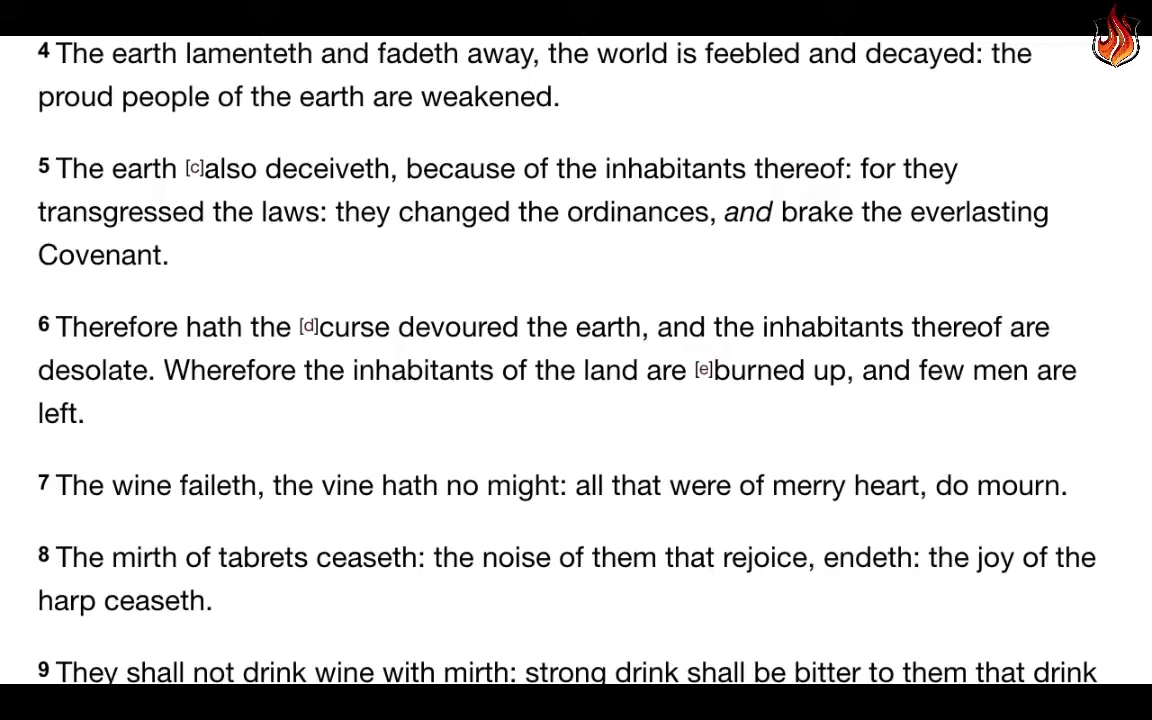 4 The earth lamenteth and fadeth away, the world is feebled and decayed: the
proud people of the earth are weakened.
5 The earth [c]also deceiveth, because of the inhabitants thereof: for they
transgressed the laws: they changed the ordinances, and brake the everlasting
Covenant.
6 Therefore hath the [d]curse devoured the earth, and the inhabitants thereof are
desolate. Wherefore the inhabitants of the land are [e]burned up, and few men are
left.
7 The wine faileth, the vine hath no might: all that were of merry heart, do mourn.
8 The mirth of tabrets ceaseth: the noise of them that rejoice, endeth: the joy of the
harp ceaseth.
9 They shall not drink wine with mirth: strong drink shall be bitter to them that drink